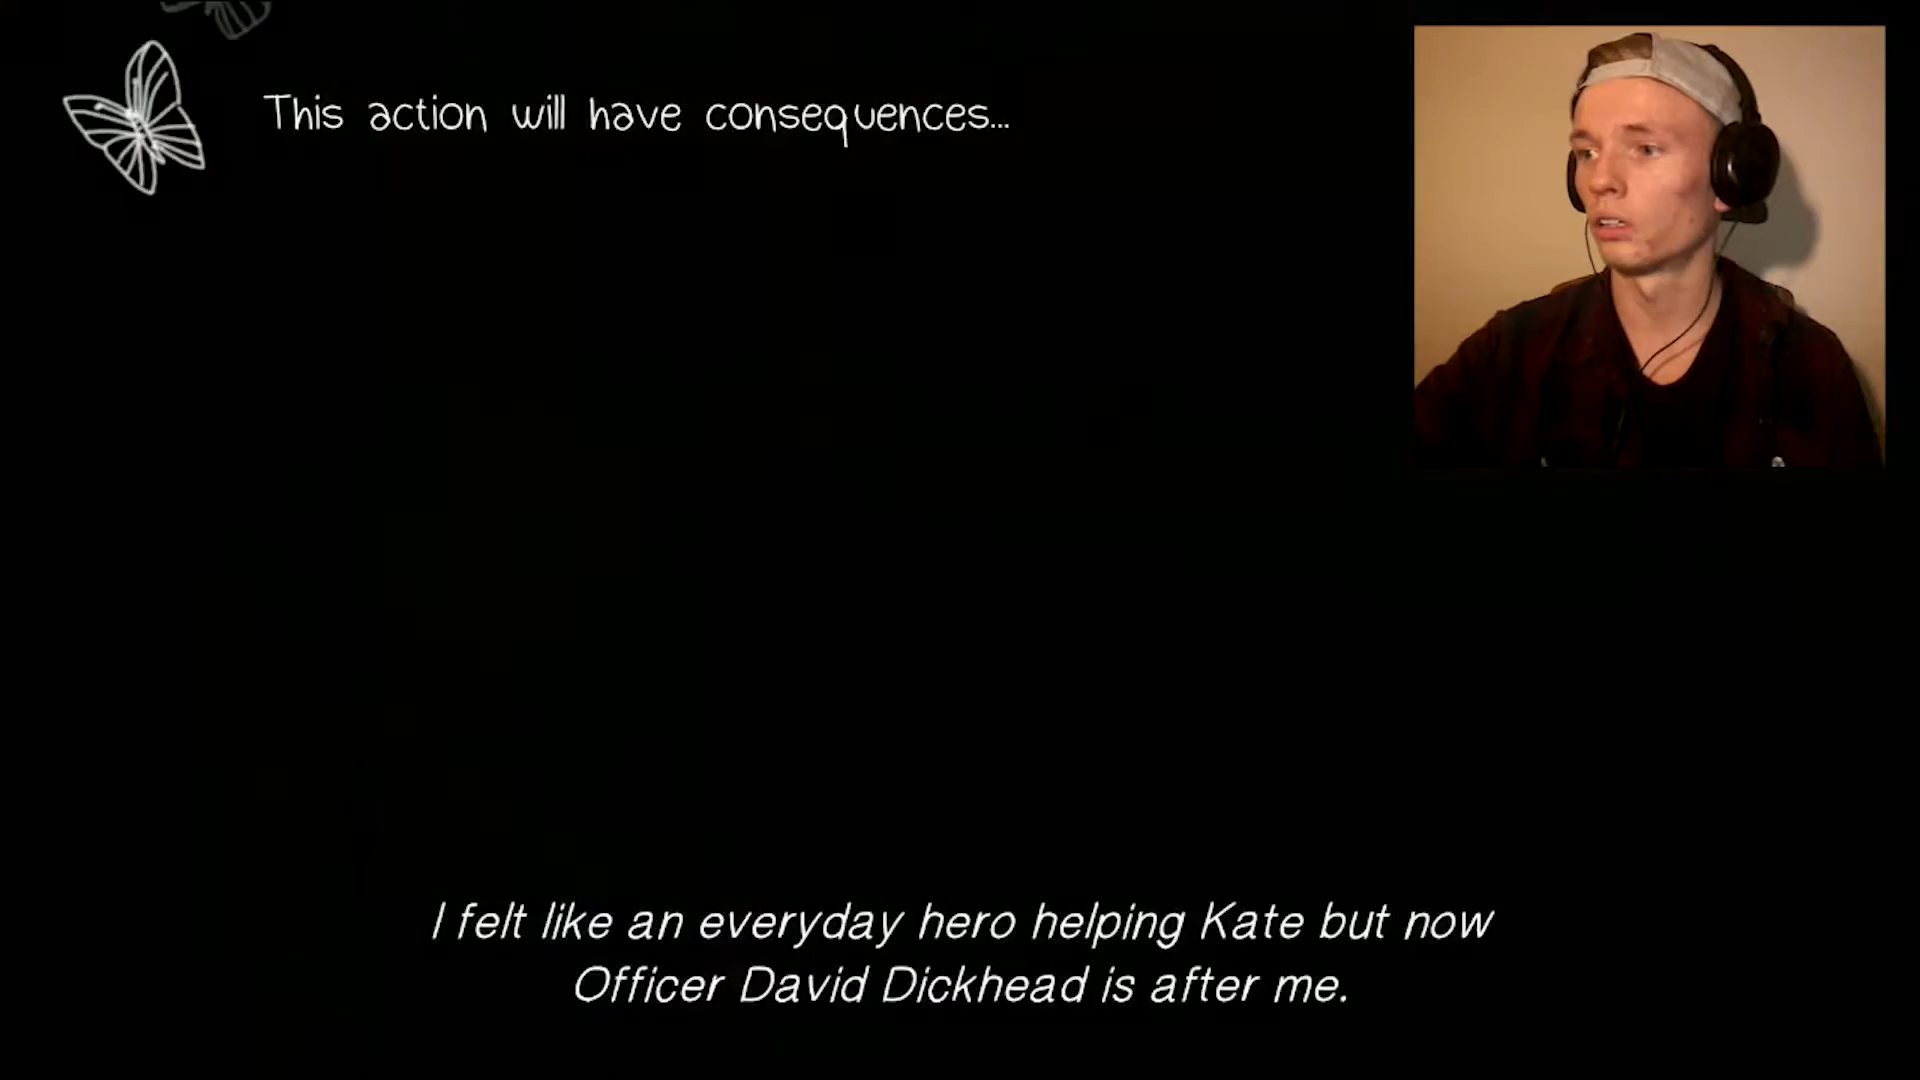 This action will have consequences...
I felt like an everyday hero helping Kate but now
Officer David Dickhead is after me.